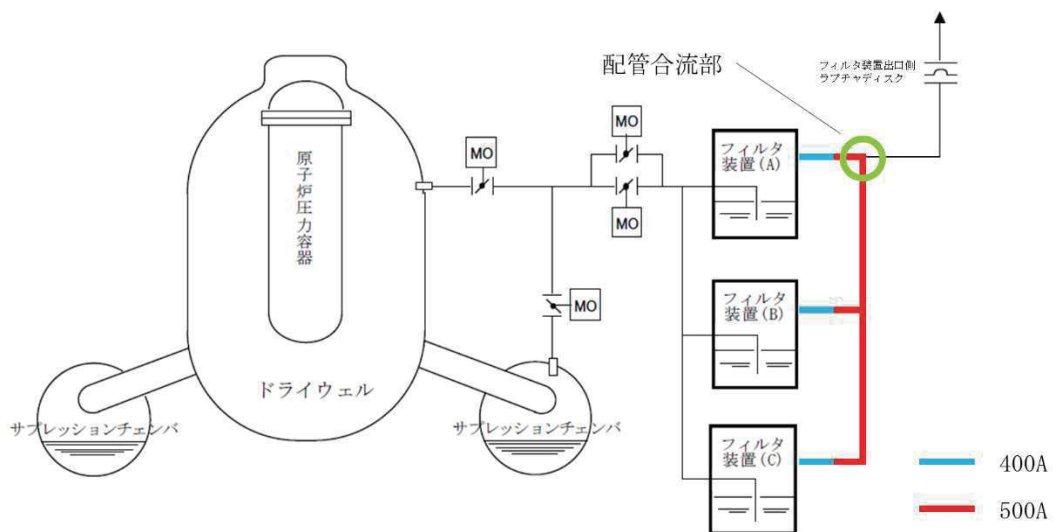 配管合流部
フィルタ装置出口側
ラプチャディスク
MO
MO
MO
MO
原子炉圧力容器
ドライウェル
サプレッションチェンバ
サプレッションチェンバ
フィルタ
装置(A)
フィルタ
装置(B)
フィルタ
装置(C)
400A
500A